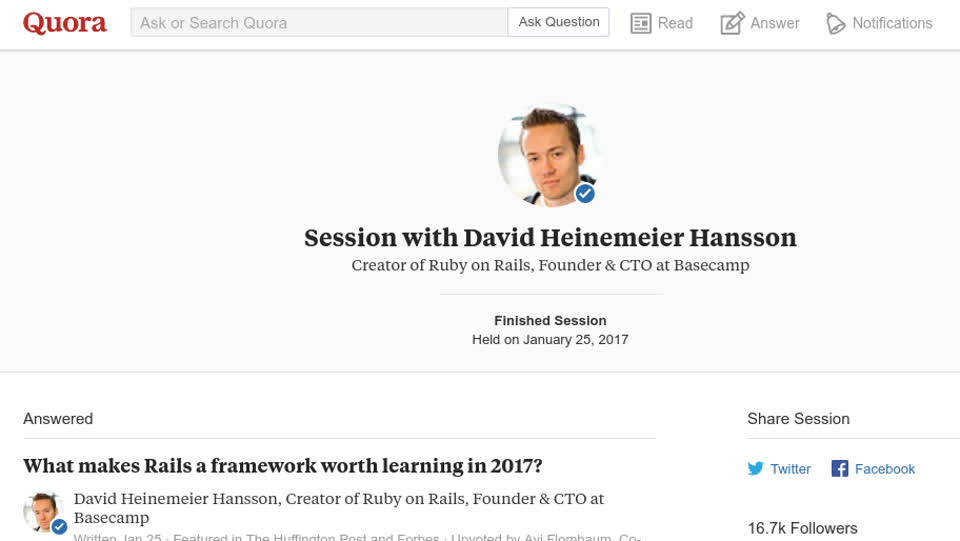 Quora
Ask or Search Quora
Ask Question
Read
Answer
Notifications
Session with David Heinemeier Hansson
Creator of Ruby on Rails, Founder & CTO at Basecamp
Finished Session
Held on January 25, 2017
Answered
What makes Rails a framework worth learning in 2017?
David Heinemeier Hansson, Creator of Ruby on Rails, Founder & CTO at
Basecamp
Written Jan 25 · Featured in The Huffington Post and Forbes · Upvoted by Avi Flombaum, Co-
Share Session
Twitter
Facebook
16.7k Followers